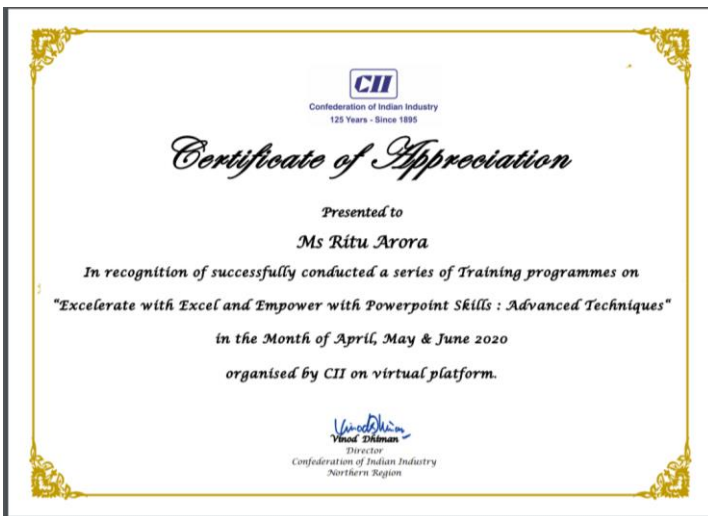 CII
Confederation of Indian Industry
125 Years - Since 1895
Certificate of Appreciation
Presented to
Ms Ritu Arora
In recognition of successfully conducted a series of Training programmes on
"Excelerate with Excel and Empower with Powerpoint Skills : Advanced Techniques"
in the Month of April, May & June 2020
organised by CII on virtual platform.
Vinod Dhiman
Director
Confederation of Indian Industry
Northern Region